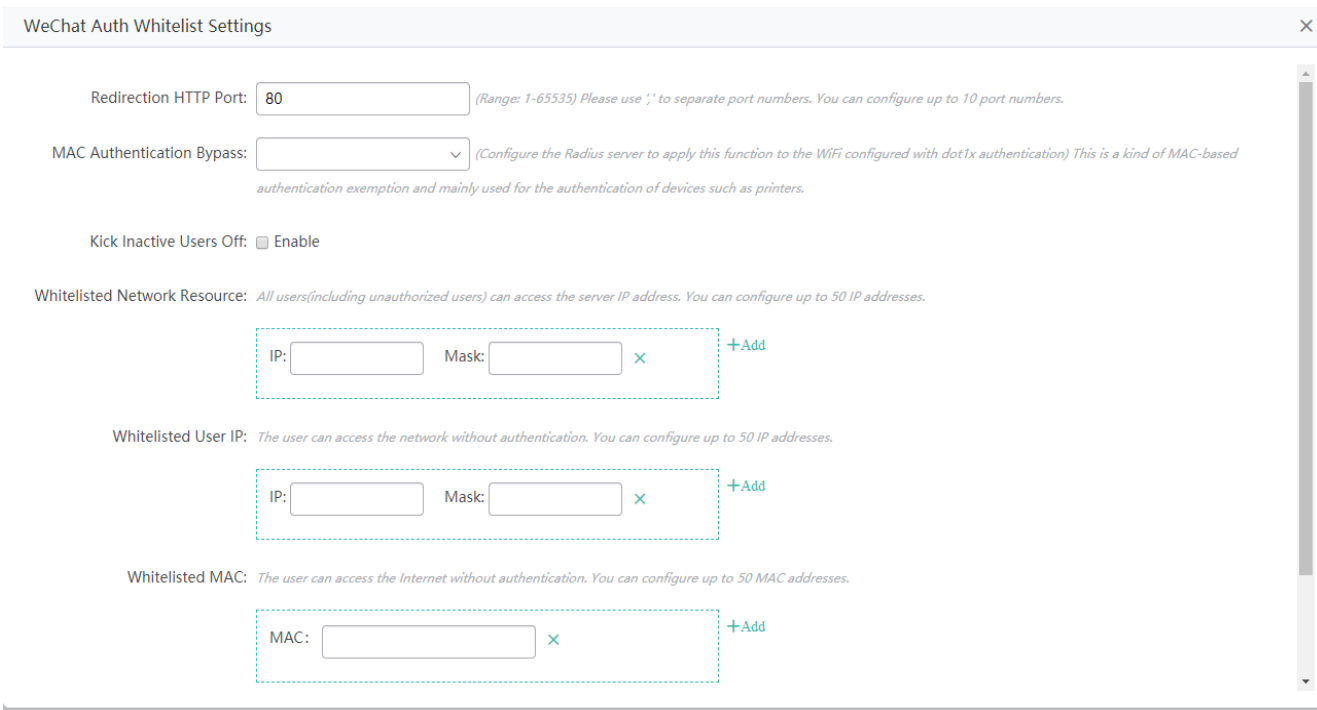 WeChat Auth Whitelist Settings
Redirection HTTP Port: 80 (Range: 1-65535) Please use ',' to separate port numbers. You can configure up to 10 port numbers.
MAC Authentication Bypass: (Configure the Radius server to apply this function to the WiFi configured with dot1x authentication) This is a kind of MAC-based
authentication exemption and mainly used for the authentication of devices such as printers.
Kick Inactive Users Off: Enable
Whitelisted Network Resource: All users(including unauthorized users) can access the server IP address. You can configure up to 50 IP addresses.
IP: Mask: +Add
Whitelisted User IP: The user can access the network without authentication. You can configure up to 50 IP addresses.
IP: Mask: +Add
Whitelisted MAC: The user can access the Internet without authentication. You can configure up to 50 MAC addresses.
MAC: +Add